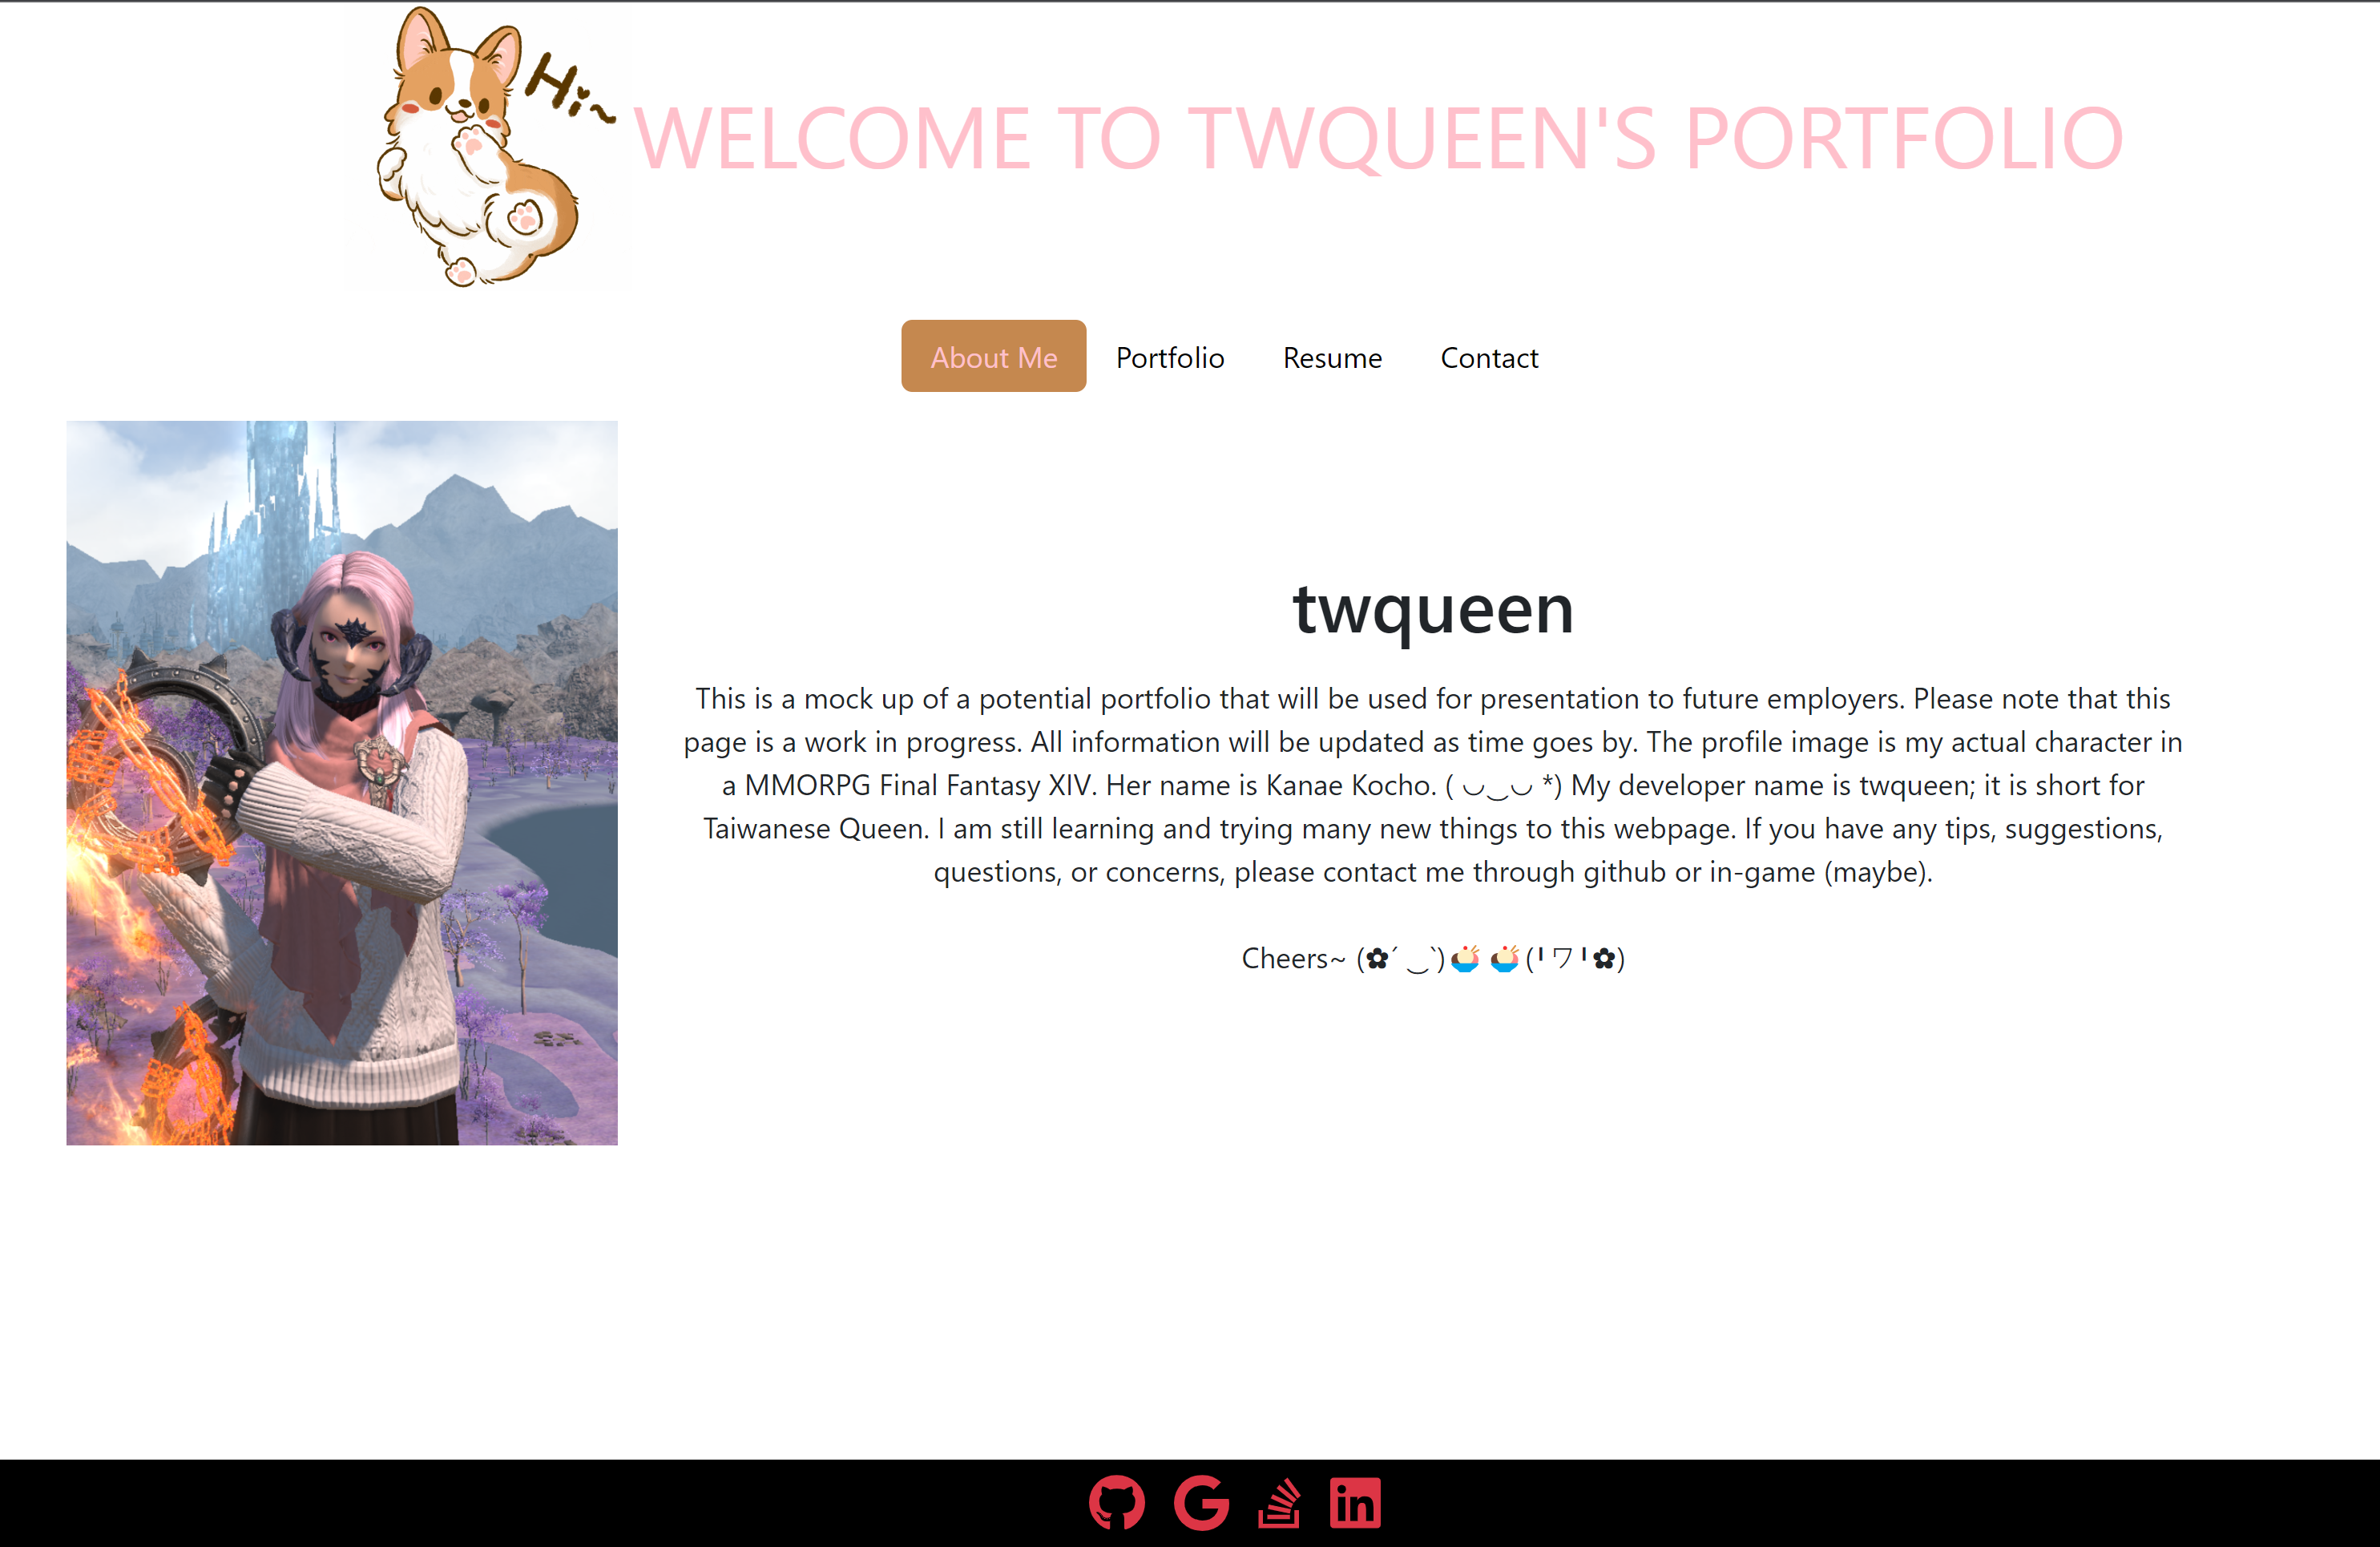 Hi~
WELCOME TO TWQUEEN'S PORTFOLIO
About Me
Portfolio
Resume
Contact
twqueen
This is a mock up of a potential portfolio that will be used for presentation to future employers. Please note that this
page is a work in progress. All information will be updated as time goes by. The profile image is my actual character in
a MMORPG Final Fantasy XIV. Her name is Kanae Kocho. ( ◡‿◡ *) My developer name is twqueen; it is short for
Taiwanese Queen. I am still learning and trying many new things to this webpage. If you have any tips, suggestions,
questions, or concerns, please contact me through github or in-game (maybe).
Cheers~ (✿´ ‿`)🍧 🍧(╹ワ╹✿)
in